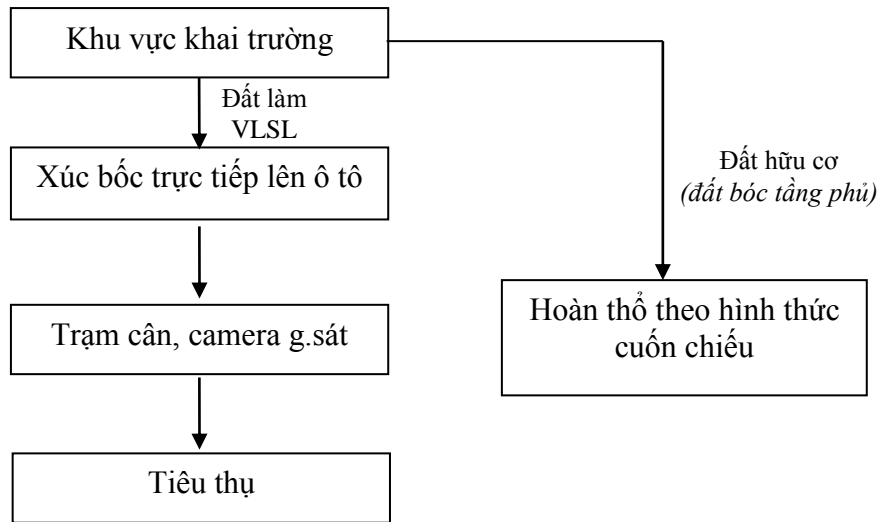 Khu vực khai trường
Đất làm
VLSL
Xúc bốc trực tiếp lên ô tô
Đất hữu cơ
(đất bóc tầng phủ)
Trạm cân, camera g.sát
Hoàn thổ theo hình thức
cuốn chiếu
Tiêu thụ